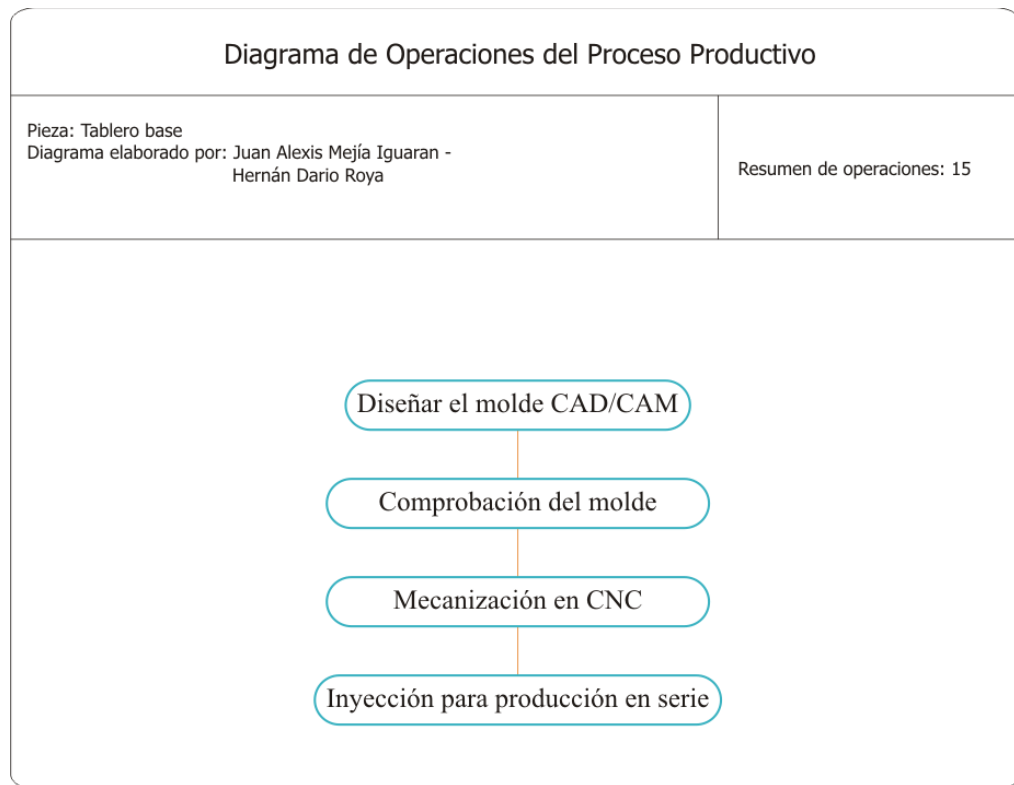 Diagrama de Operaciones del Proceso Productivo
Pieza: Tablero base
Diagrama elaborado por: Juan Alexis Mejía Iguaran -
Hernán Dario Roya
Resumen de operaciones: 15
Diseñar el molde CAD/CAM
Comprobación del molde
Mecanización en CNC
Inyección para producción en serie